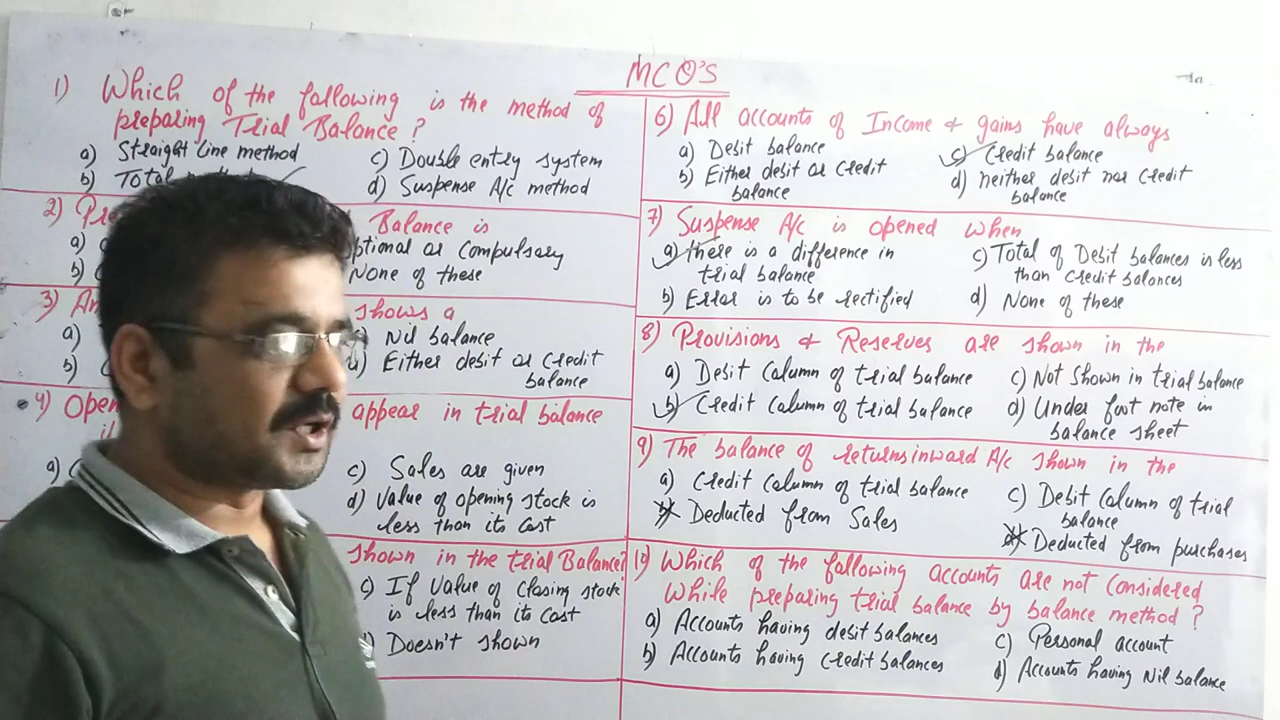 MCQ'S
1) Which of the following is the method of
preparing Trial Balance ?
a) Straight Line method
b) Total
c) Double entry system
d) Suspense A/c method
2)
Balance is
a)
b)
or Compulsory
None of these
3) An
shows a
a)
b)
Nil balance
d) Either debit or credit
balance
4) Open
appear in trial balance
a)
c) Sales are given
d) Value of opening stock is
less than its cost
shown in the trial Balance?
c) If value of closing stock
is less than its cost
Doesn't shown
6) All accounts of Income & gains have always
a) Debit balance
b) Either debit or credit
balance
c) Credit balance
d) neither debit nor credit
balance
7) Suspense A/c is opened when
a) there is a difference in
trial balance
b) Error is to be rectified
c) Total of Debit balances is less
than credit balances
d) None of these
8) Provisions & Reserves are shown in the
a) Debit Column of trial balance
b) Credit Column of trial balance
c) Not Shown in trial balance
d) Under foot note in
balance sheet
9) The balance of returns inward A/c shown in the
a) Credit Column of trial balance
Deducted from Sales
c) Debit Column of trial
balance
Deducted from purchases
10) Which of the following accounts are not considered
while preparing trial balance by balance method ?
a) Accounts having debit balances
b) Accounts having credit balances
c) Personal account
d) Accounts having Nil balance